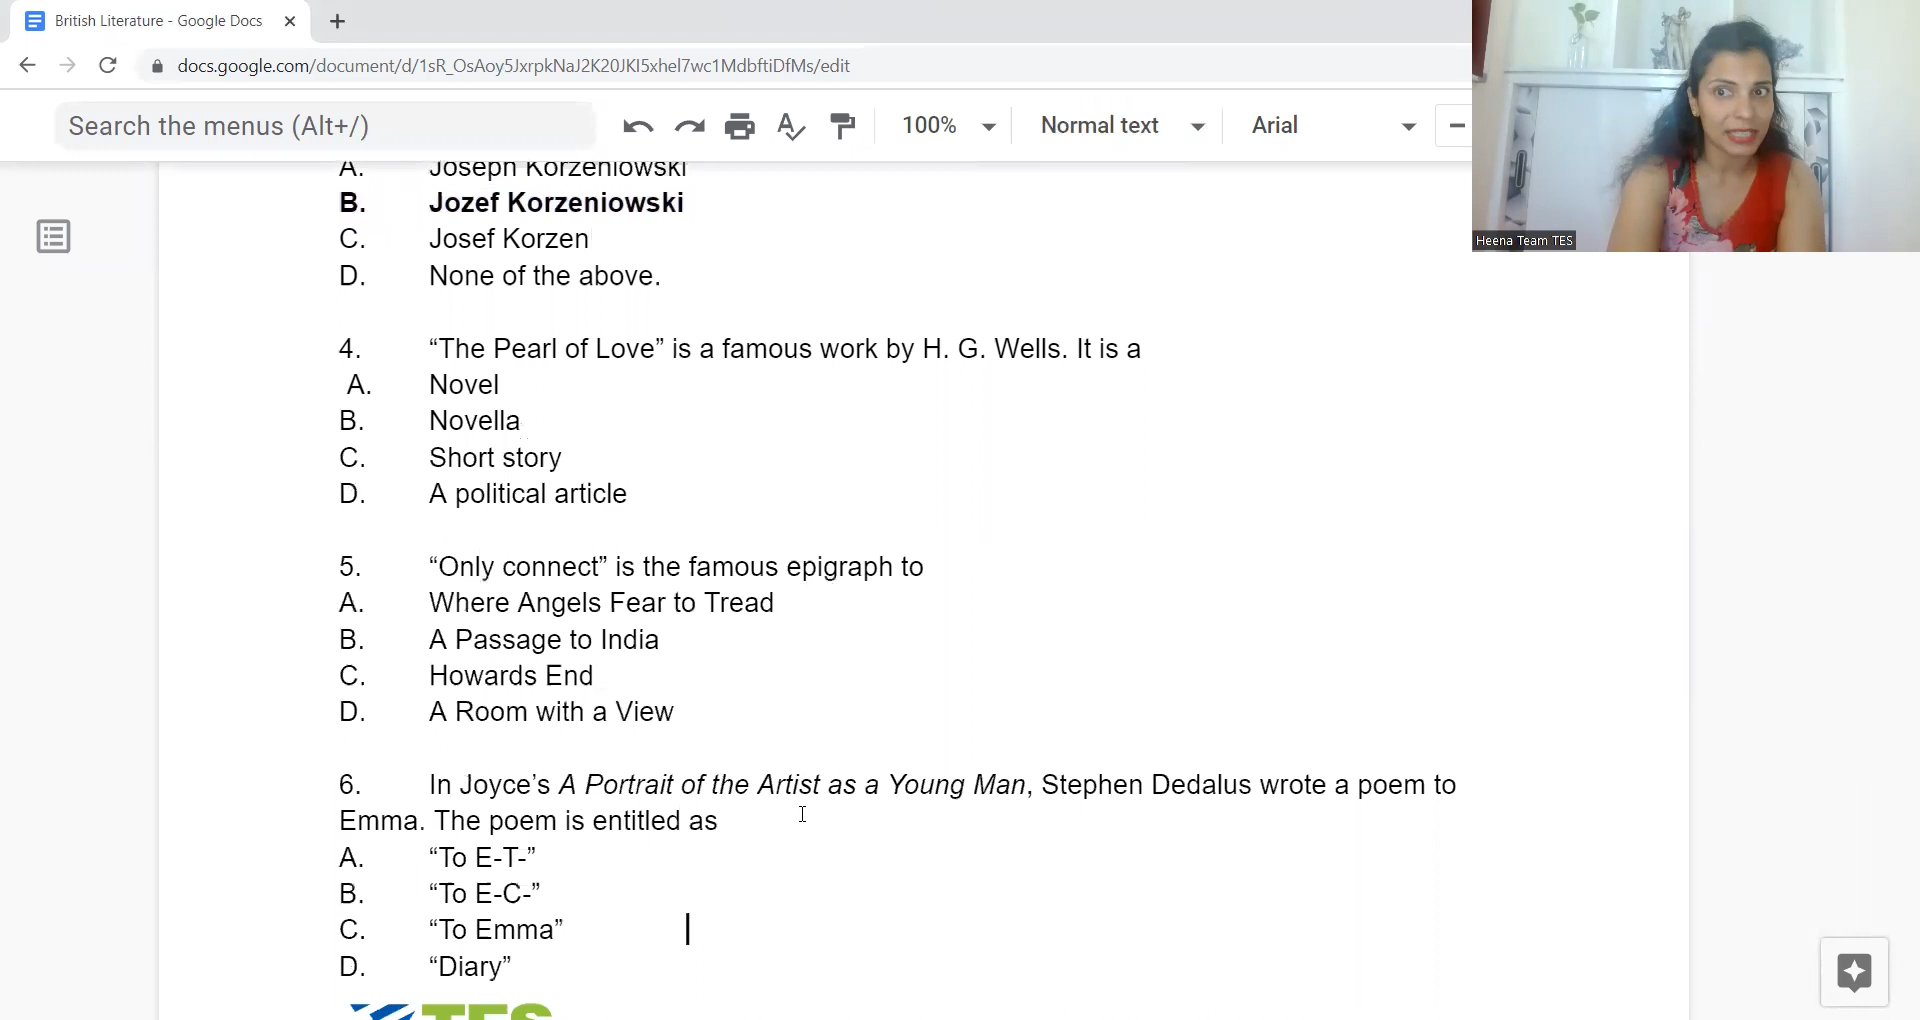 British Literature - Google Docs
docs.google.com/document/d/1sR_OsAoy5JxrpkNaJ2K20JKI5xhel7wc1MdbftiDfMs/edit
Search the menus (Alt+/)
100%
Normal text
Arial
Heena Team TES
A. Joseph Korzeniowski
B. Jozef Korzeniowski
C. Josef Korzen
D. None of the above.
4. “The Pearl of Love” is a famous work by H. G. Wells. It is a
A. Novel
B. Novella
C. Short story
D. A political article
5. “Only connect” is the famous epigraph to
A. Where Angels Fear to Tread
B. A Passage to India
C. Howards End
D. A Room with a View
6. In Joyce’s A Portrait of the Artist as a Young Man, Stephen Dedalus wrote a poem to
Emma. The poem is entitled as
A. “To E-T-”
B. “To E-C-”
C. “To Emma”
D. “Diary”
TES